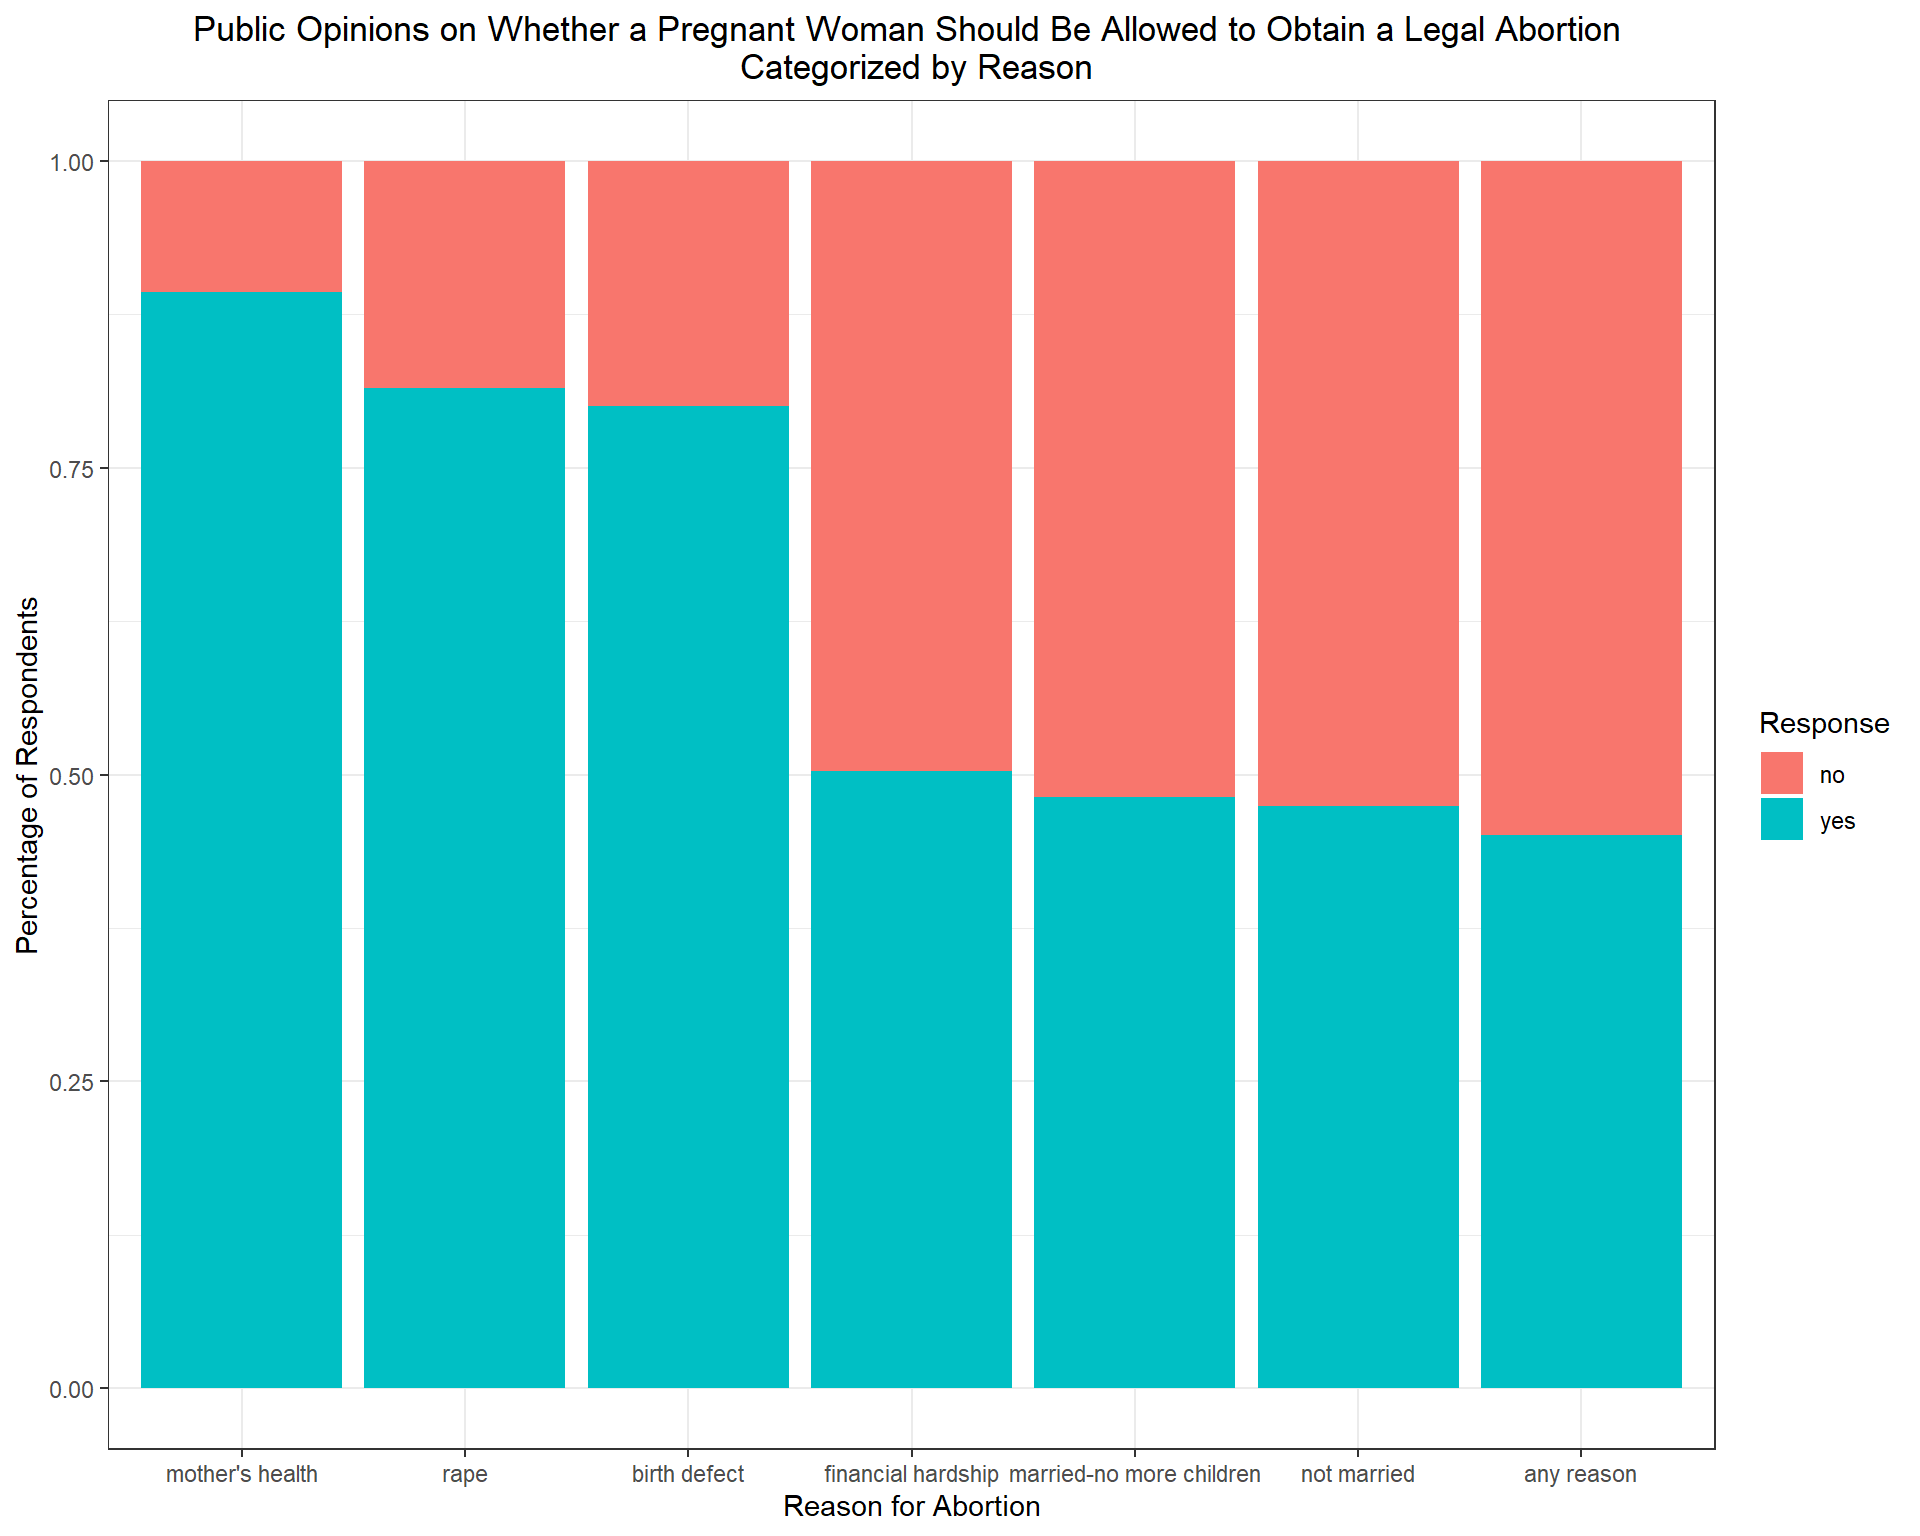 Public Opinions on Whether a Pregnant Woman Should Be Allowed to Obtain a Legal Abortion
Categorized by Reason
1.00
0.75
0.50
0.25
0.00
Percentage of Respondents
mother's health
rape
birth defect
financial hardship
married-no more children
not married
any reason
Reason for Abortion
Response
no
yes